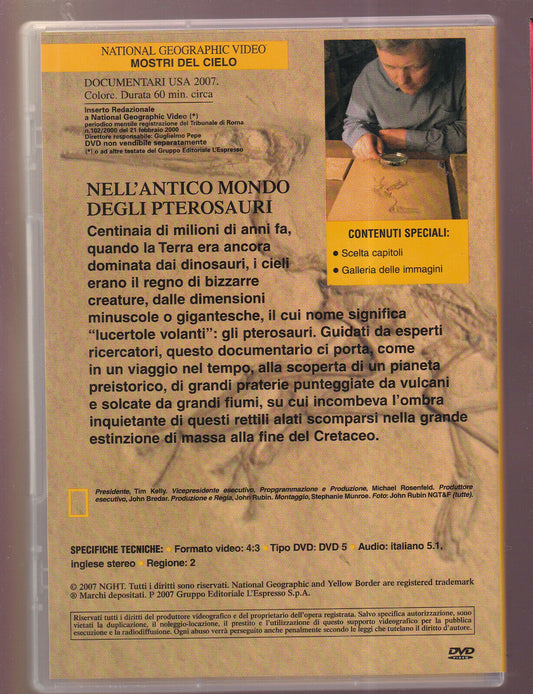 NATIONAL GEOGRAPHIC VIDEO
MOSTRI DEL CIELO
DOCUMENTARI USA 2007.
Colore. Durata 60 min. circa
Inserto Redazionale
a National Geographic Video (*)
periodico mensile registrazione del Tribunale di Roma
n.102/2000 del 21 febbraio 2000
Direttore responsabile: Guglielmo Pepe
DVD non vendibile separatamente
(*) o ad altre testate del Gruppo Editoriale L'Espresso
NELL'ANTICO MONDO
DEGLI PTEROSAURI
CONTENUTI SPECIALI:
● Scelta capitoli
● Galleria delle immagini
Centinaia di milioni di anni fa,
quando la Terra era ancora
dominata dai dinosauri, i cieli
erano il regno di bizzarre
creature, dalle dimensioni
minuscole o gigantesche, il cui nome significa
“lucertole volanti”: gli pterosauri. Guidati da esperti
ricercatori, questo documentario ci porta, come
in un viaggio nel tempo, alla scoperta di un pianeta
preistorico, di grandi praterie punteggiate da vulcani
e solcate da grandi fiumi, su cui incombeva l'ombra
inquietante di questi rettili alati scomparsi nella grande
estinzione di massa alla fine del Cretaceo.
Presidente, Tim Kelly. Vicepresidente esecutivo, Propgrammazione e Produzione, Michael Rosenfeld. Produttore
esecutivo, John Bredar. Produzione e Regia, John Rubin. Montaggio, Stephanie Munroe. Foto: John Rubin NGT&F (tutte).
SPECIFICHE TECNICHE: • Formato video: 4:3 • Tipo DVD: DVD 5 • Audio: italiano 5.1,
inglese stereo • Regione: 2
© 2007 NGHT. Tutti i diritti sono riservati. National Geographic and Yellow Border are registered trademark
® Marchi depositati. P 2007 Gruppo Editoriale L'Espresso S.p.A.
Riservati tutti i diritti del produttore videografico e del proprietario dell'opera registrata. Salvo specifica autorizzazione, sono
vietati la duplicazione, il noleggio-locazione, il prestito e l'utilizzazione di questo supporto videografico per la pubblica
esecuzione e la radiodiffusione. Ogni abuso verrà perseguito anche penalmente secondo le leggi che tutelano il diritto d'autore.
DVD
VIDEO